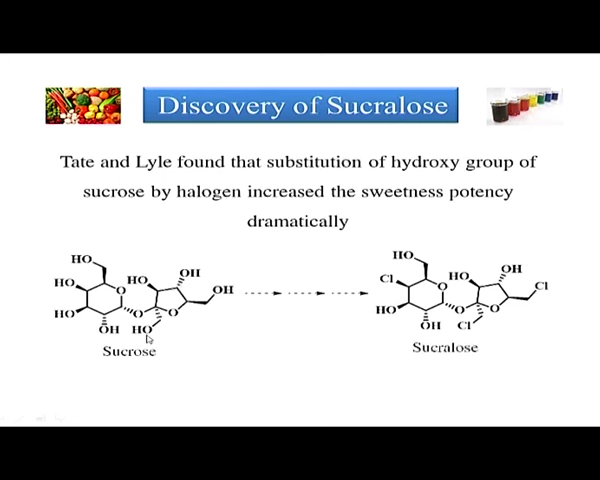 Discovery of Sucralose
Tate and Lyle found that substitution of hydroxy group of
sucrose by halogen increased the sweetness potency
dramatically
HO
HO
HO
OH
O
HO
OH
OH
O
O
HO
Sucrose
HO
Cl
HO
OH
O
HO
OH
Cl
O
O
Cl
Sucralose